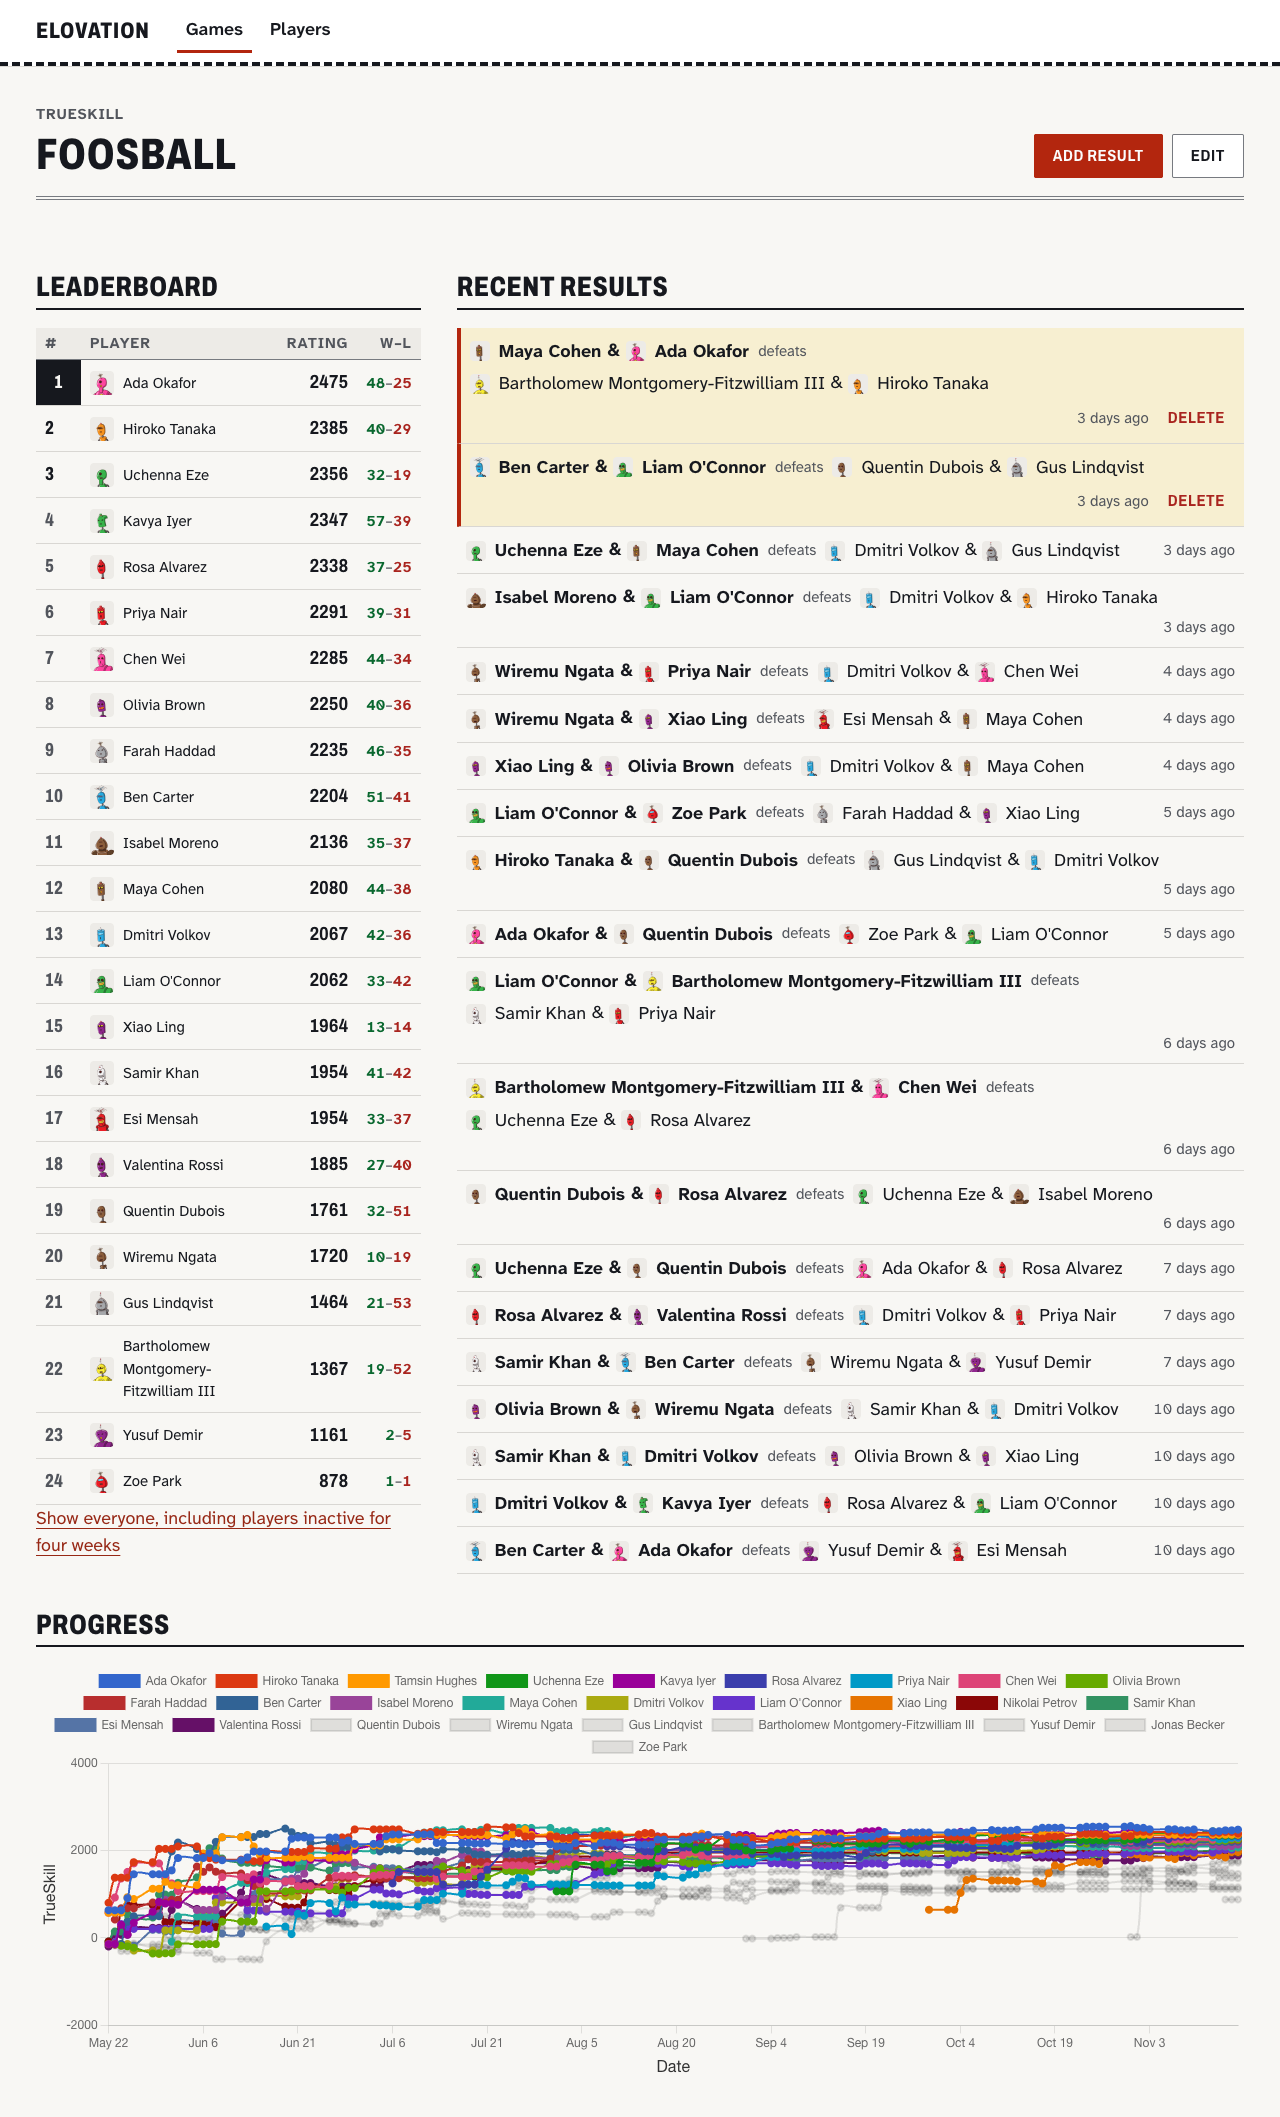 ELOVATION Games Players
TRUESKILL
FOOSBALL
ADD RESULT EDIT
LEADERBOARD
# PLAYER RATING W–L
1 Ada Okafor 2475 48–25
2 Hiroko Tanaka 2385 40–29
3 Uchenna Eze 2356 32–19
4 Kavya Iyer 2347 57–39
5 Rosa Alvarez 2338 37–25
6 Priya Nair 2291 39–31
7 Chen Wei 2285 44–34
8 Olivia Brown 2250 40–36
9 Farah Haddad 2235 46–35
10 Ben Carter 2204 51–41
11 Isabel Moreno 2136 35–37
12 Maya Cohen 2080 44–38
13 Dmitri Volkov 2067 42–36
14 Liam O'Connor 2062 33–42
15 Xiao Ling 1964 13–14
16 Samir Khan 1954 41–42
17 Esi Mensah 1954 33–37
18 Valentina Rossi 1885 27–40
19 Quentin Dubois 1761 32–51
20 Wiremu Ngata 1720 10–19
21 Gus Lindqvist 1464 21–53
22 Bartholomew
Montgomery-
Fitzwilliam III 1367 19–52
23 Yusuf Demir 1161 2–5
24 Zoe Park 878 1–1
Show everyone, including players inactive for
four weeks
RECENT RESULTS
Maya Cohen & Ada Okafor defeats
Bartholomew Montgomery-Fitzwilliam III & Hiroko Tanaka
3 days ago DELETE
Ben Carter & Liam O'Connor defeats Quentin Dubois & Gus Lindqvist
3 days ago DELETE
Uchenna Eze & Maya Cohen defeats Dmitri Volkov & Gus Lindqvist 3 days ago
Isabel Moreno & Liam O'Connor defeats Dmitri Volkov & Hiroko Tanaka
3 days ago
Wiremu Ngata & Priya Nair defeats Dmitri Volkov & Chen Wei 4 days ago
Wiremu Ngata & Xiao Ling defeats Esi Mensah & Maya Cohen 4 days ago
Xiao Ling & Olivia Brown defeats Dmitri Volkov & Maya Cohen 4 days ago
Liam O'Connor & Zoe Park defeats Farah Haddad & Xiao Ling 5 days ago
Hiroko Tanaka & Quentin Dubois defeats Gus Lindqvist & Dmitri Volkov
5 days ago
Ada Okafor & Quentin Dubois defeats Zoe Park & Liam O'Connor 5 days ago
Liam O'Connor & Bartholomew Montgomery-Fitzwilliam III defeats
Samir Khan & Priya Nair
6 days ago
Bartholomew Montgomery-Fitzwilliam III & Chen Wei defeats
Uchenna Eze & Rosa Alvarez
6 days ago
Quentin Dubois & Rosa Alvarez defeats Uchenna Eze & Isabel Moreno
6 days ago
Uchenna Eze & Quentin Dubois defeats Ada Okafor & Rosa Alvarez 7 days ago
Rosa Alvarez & Valentina Rossi defeats Dmitri Volkov & Priya Nair 7 days ago
Samir Khan & Ben Carter defeats Wiremu Ngata & Yusuf Demir 7 days ago
Olivia Brown & Wiremu Ngata defeats Samir Khan & Dmitri Volkov 10 days ago
Samir Khan & Dmitri Volkov defeats Olivia Brown & Xiao Ling 10 days ago
Dmitri Volkov & Kavya Iyer defeats Rosa Alvarez & Liam O'Connor 10 days ago
Ben Carter & Ada Okafor defeats Yusuf Demir & Esi Mensah 10 days ago
PROGRESS
Ada Okafor Hiroko Tanaka Tamsin Hughes Uchenna Eze Kavya Iyer Rosa Alvarez Priya Nair Chen Wei Olivia Brown
Farah Haddad Ben Carter Isabel Moreno Maya Cohen Dmitri Volkov Liam O'Connor Xiao Ling Nikolai Petrov Samir Khan
Esi Mensah Valentina Rossi Quentin Dubois Wiremu Ngata Gus Lindqvist Bartholomew Montgomery-Fitzwilliam III Yusuf Demir Jonas Becker
Zoe Park
4000
2000
0
-2000
TrueSkill
May 22 Jun 6 Jun 21 Jul 6 Jul 21 Aug 5 Aug 20 Sep 4 Sep 19 Oct 4 Oct 19 Nov 3
Date